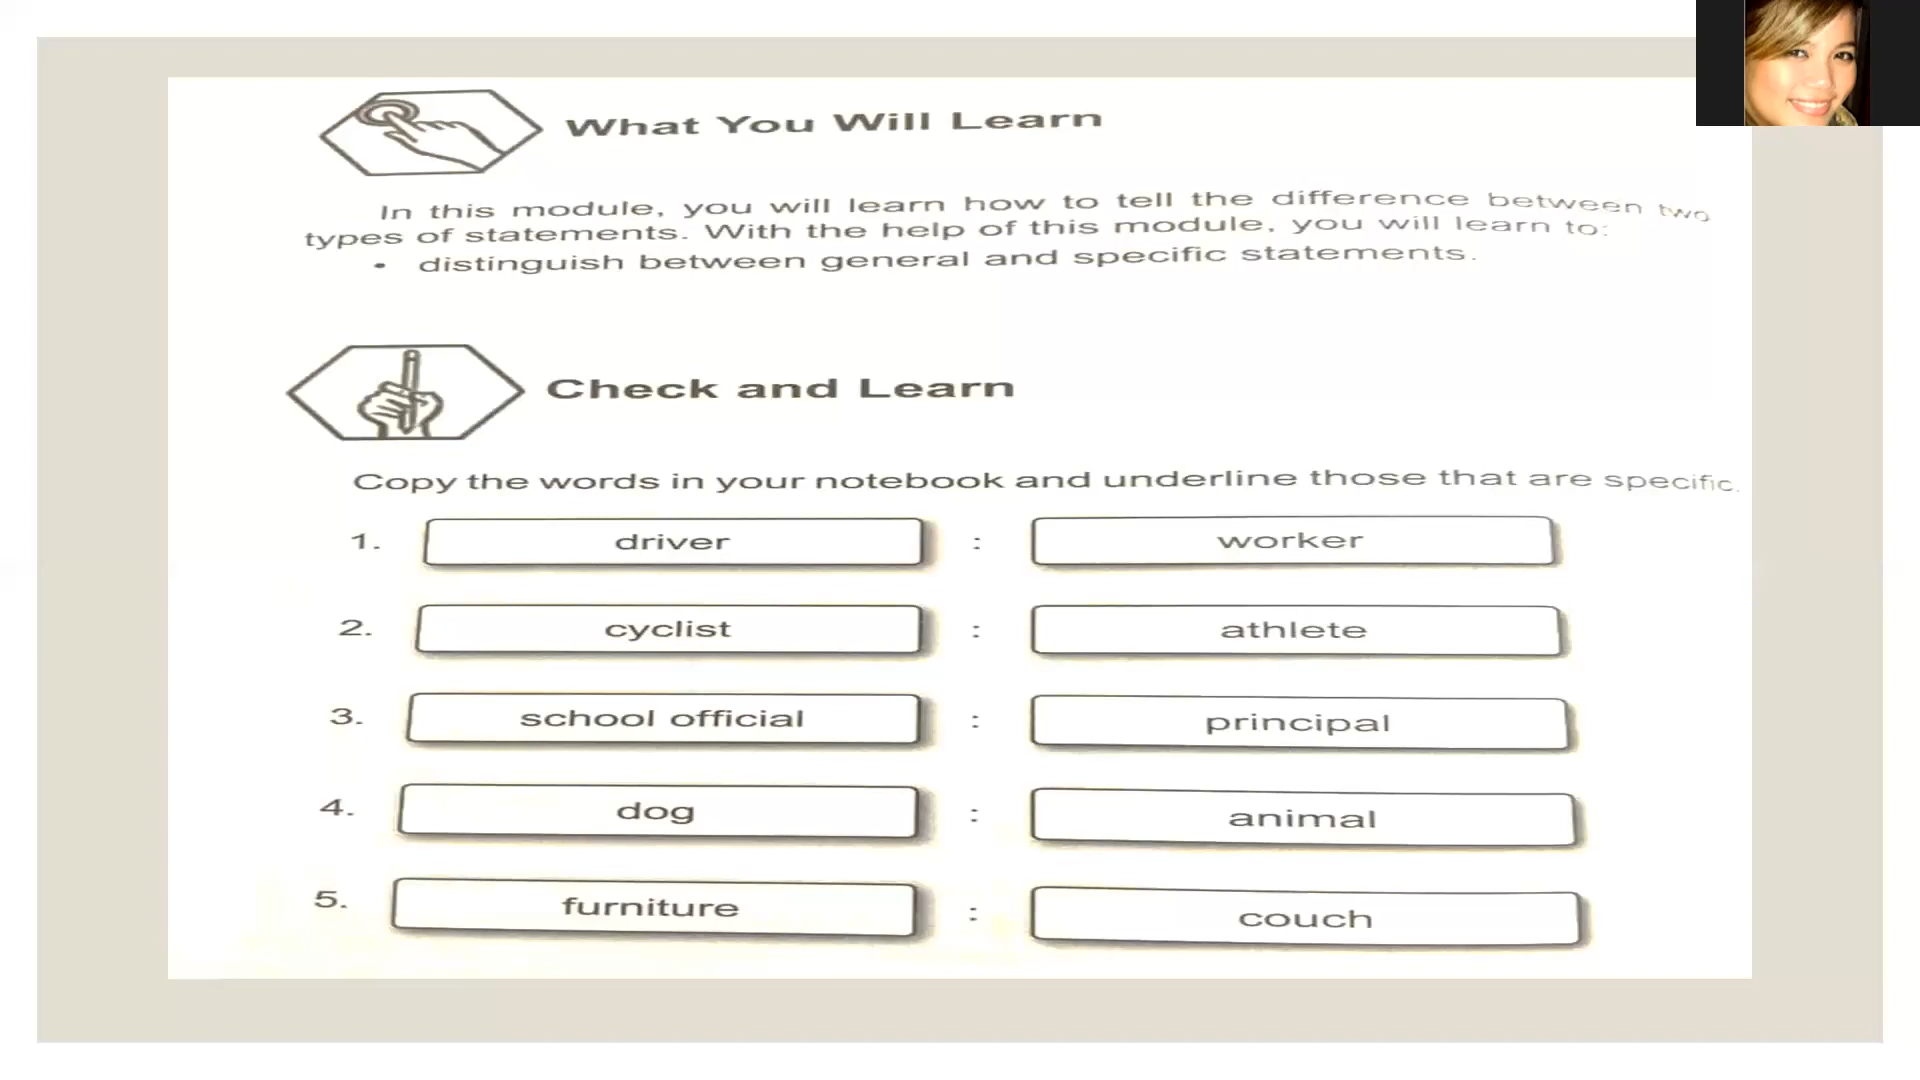 What You Will Learn
In this module, you will learn how to tell the difference between two
types of statements. With the help of this module, you will learn to:
• distinguish between general and specific statements.
Check and Learn
Copy the words in your notebook and underline those that are specific.
1. driver : worker
2. cyclist : athlete
3. school official : principal
4. dog : animal
5. furniture : couch